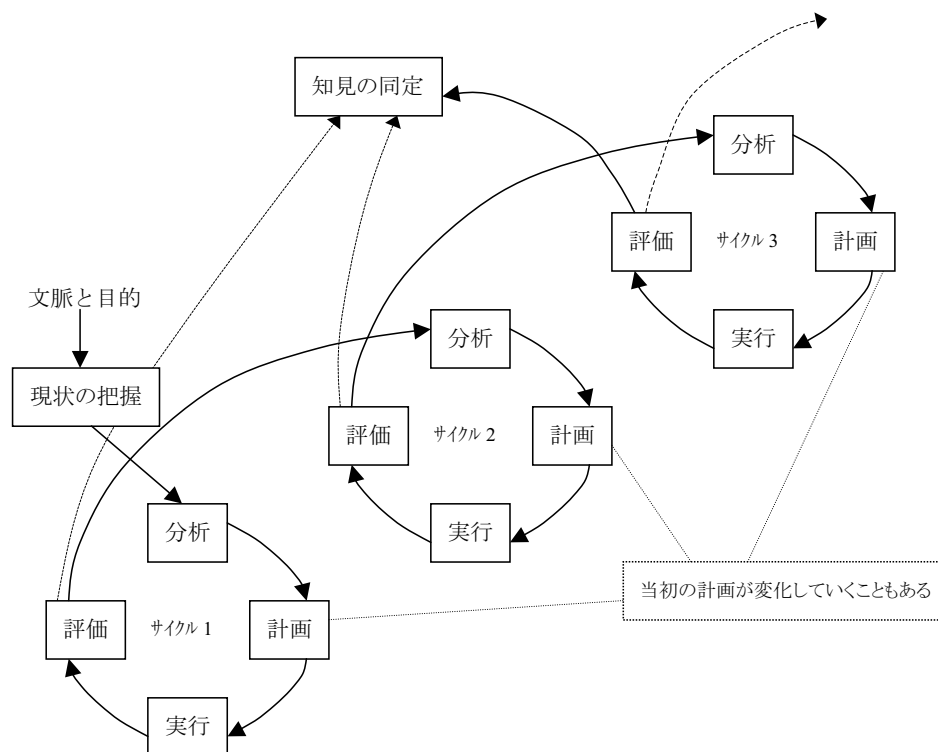 知見の同定
分析
評価
サイクル 3
計画
実行
文脈と目的
現状の把握
分析
評価
サイクル 2
計画
実行
分析
当初の計画が変化していくこともある
評価
サイクル 1
計画
実行